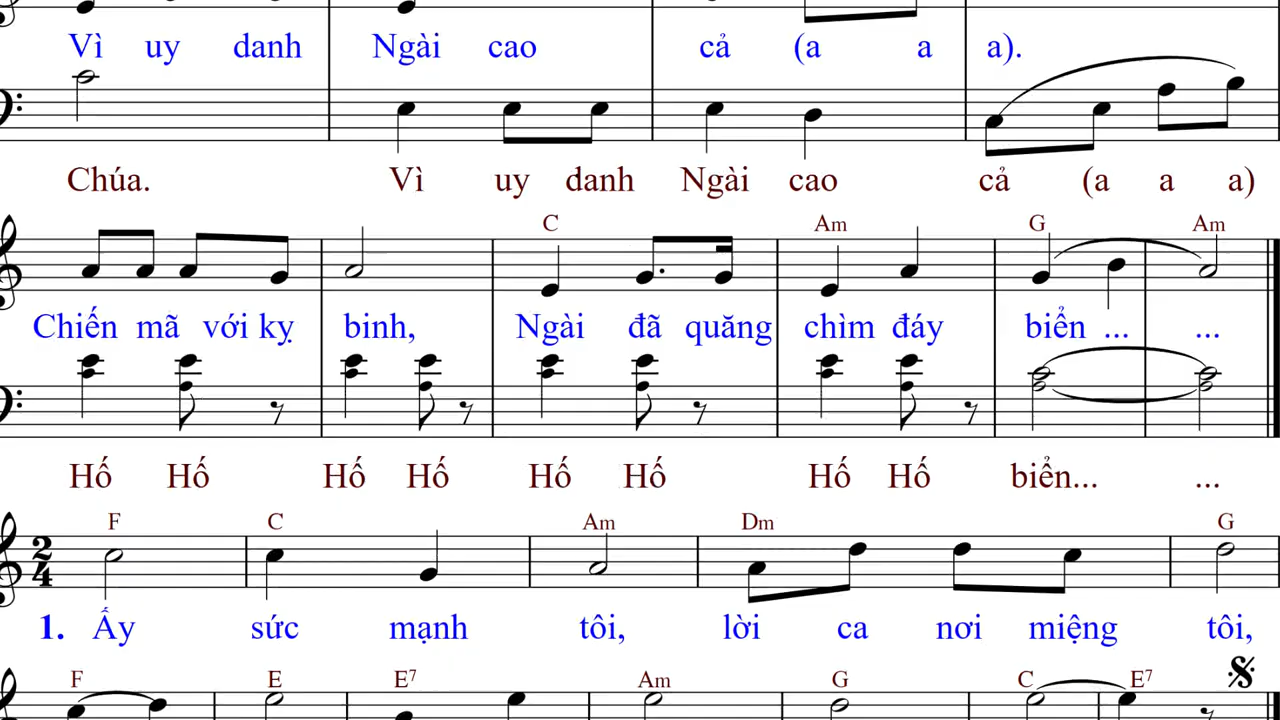 Vì uy danh Ngài cao cả (a a a).
Chúa. Vì uy danh Ngài cao cả (a a a)
C Am G Am
Chiến mã với kỵ binh, Ngài đã quăng chìm đáy biển ... ...
Hố Hố Hố Hố Hố Hố Hố Hố biển... ...
F C Am Dm G
2
4
1. Ấy sức mạnh tôi, lời ca nơi miệng tôi,
F E E7 Am G C E7